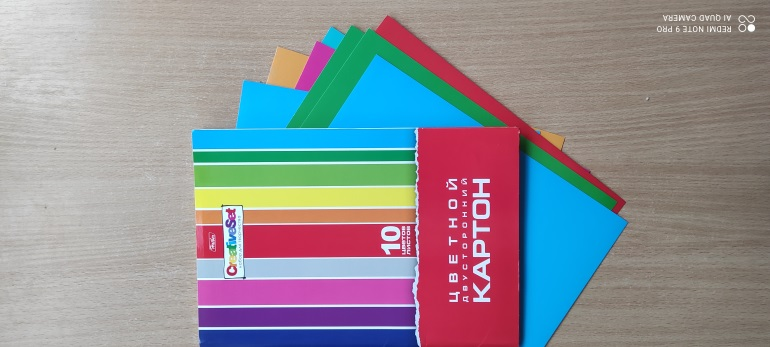 ЦВЕТНОЙ
ДВУСТОРОННИЙ
КАРТОН
10
ЦВЕТОВ
ЛИСТОВ
CreativeSet
REDMI NOTE 9 PRO
AI QUAD CAMERA